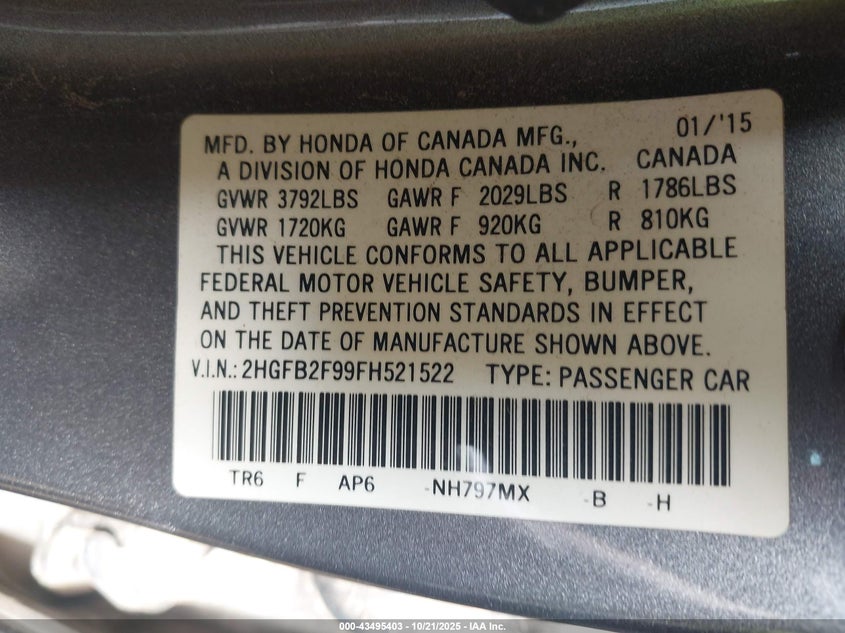 01/'15
MFD. BY HONDA OF CANADA MFG.,
A DIVISION OF HONDA CANADA INC. CANADA
GVWR 3792LBS GAWR F 2029LBS R 1786LBS
GVWR 1720KG GAWR F 920KG R 810KG
THIS VEHICLE CONFORMS TO ALL APPLICABLE
FEDERAL MOTOR VEHICLE SAFETY, BUMPER,
AND THEFT PREVENTION STANDARDS IN EFFECT
ON THE DATE OF MANUFACTURE SHOWN ABOVE.
V.I.N.: 2HGFB2F99FH521522 TYPE: PASSENGER CAR
TR6 F AP6 -NH797MX -B -H
000-43495403 - 10/21/2025 - IAA Inc.